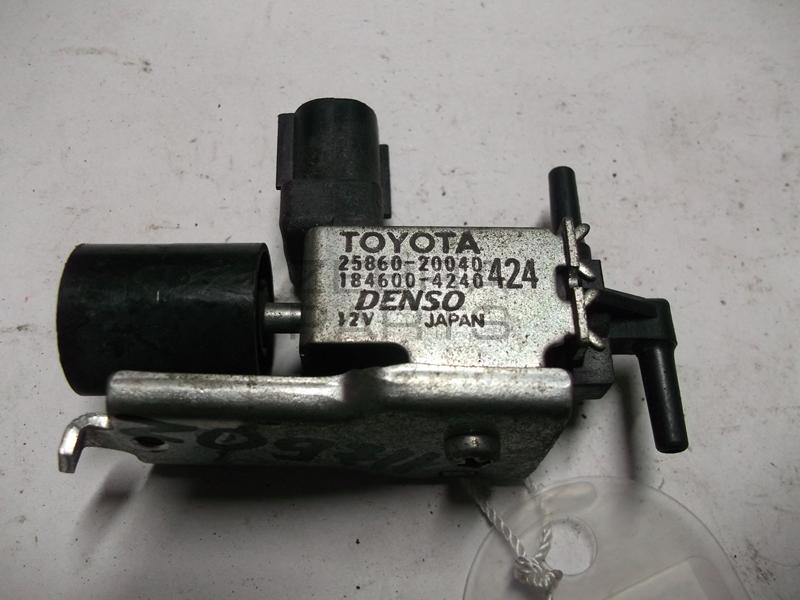 TOYOTA
25860-20040
184600-4240 424
DENSO
12V JAPAN